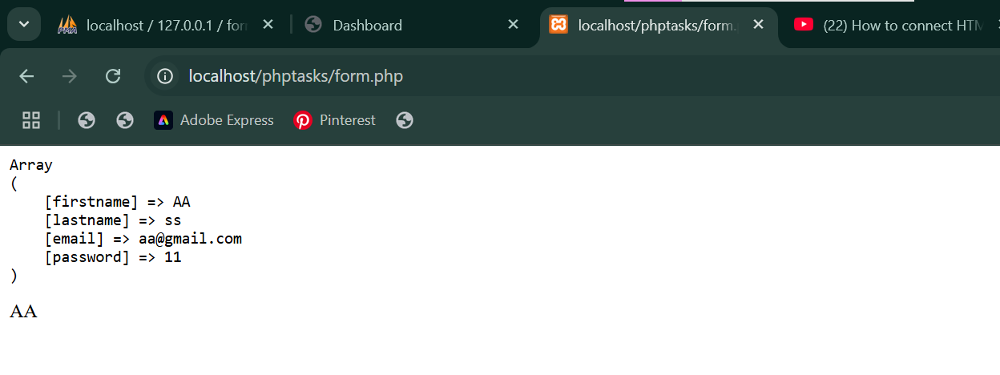 localhost / 127.0.0.1 / for
Dashboard
localhost/phptasks/form.
(22) How to connect HTM
localhost/phptasks/form.php
Adobe Express
Pinterest
Array
(
[firstname] => AA
[lastname] => ss
[email] => aa@gmail.com
[password] => 11
)
AA